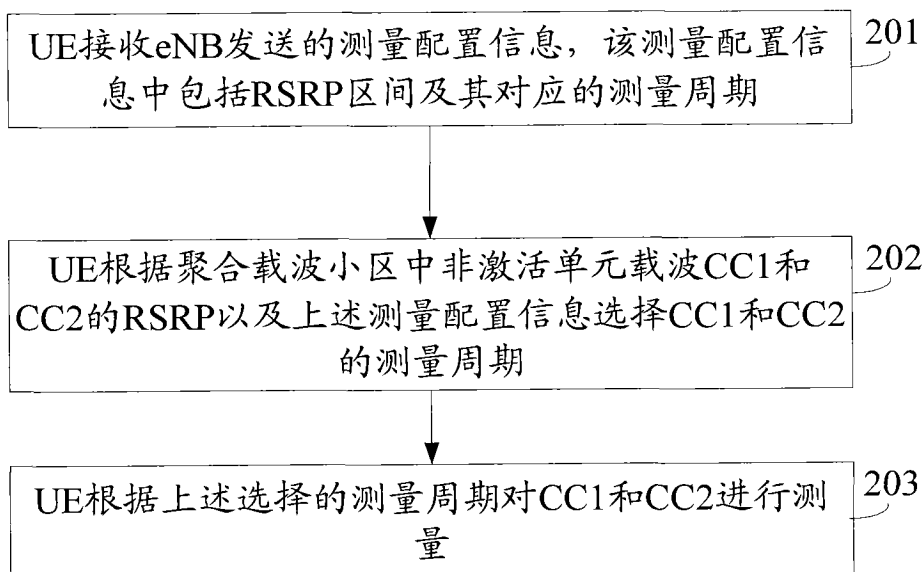 UE接收eNB发送的测量配置信息，该测量配置信
息中包括RSRP区间及其对应的测量周期
201
UE根据聚合载波小区中非激活单元载波CC1和
CC2的RSRP以及上述测量配置信息选择CC1和CC2
的测量周期
202
UE根据上述选择的测量周期对CC1和CC2进行测
量
203